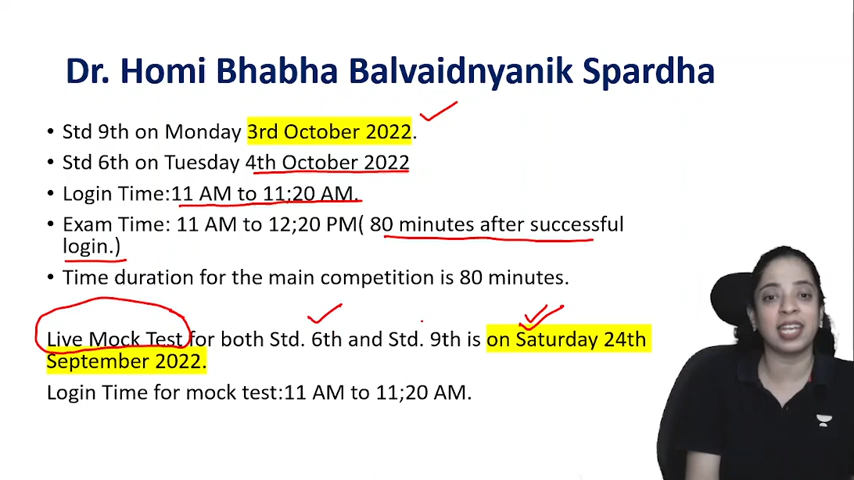 Dr. Homi Bhabha Balvaidnyanik Spardha
• Std 9th on Monday 3rd October 2022.
• Std 6th on Tuesday 4th October 2022
• Login Time:11 AM to 11;20 AM.
• Exam Time: 11 AM to 12;20 PM( 80 minutes after successful
login.)
• Time duration for the main competition is 80 minutes.
Live Mock Test for both Std. 6th and Std. 9th is on Saturday 24th
September 2022.
Login Time for mock test:11 AM to 11;20 AM.